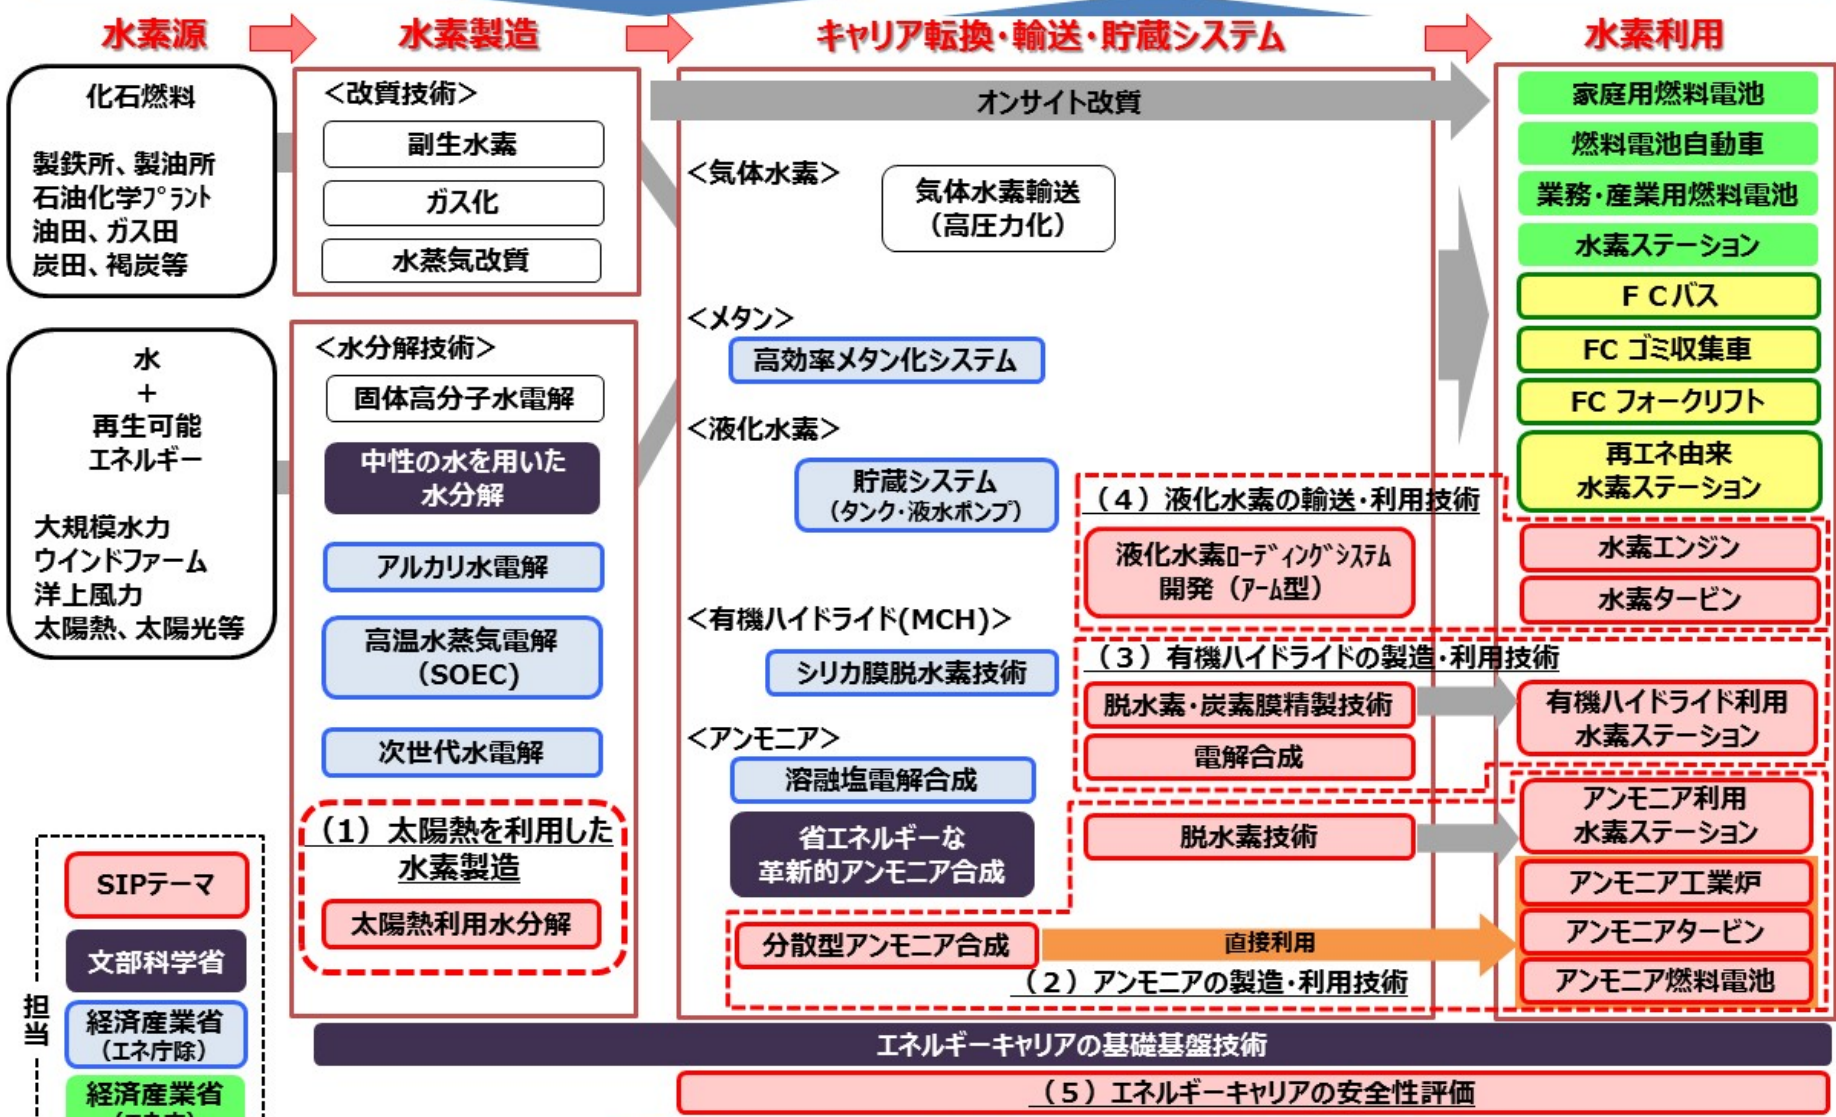 水素源
水素製造
キャリア転換・輸送・貯蔵システム
水素利用
化石燃料
製鉄所、製油所
石油化学ﾌﾟﾗﾝﾄ
油田、ガス田
炭田、褐炭等
水
+
再生可能
エネルギー
大規模水力
ウインドファーム
洋上風力
太陽熱、太陽光等
<改質技術>
副生水素
ガス化
水蒸気改質
<水分解技術>
固体高分子水電解
中性の水を用いた
水分解
アルカリ水電解
高温水蒸気電解
(SOEC)
次世代水電解
(1)太陽熱を利用した
水素製造
太陽熱利用水分解
オンサイト改質
<気体水素>
気体水素輸送
(高圧力化)
<メタン>
高効率メタン化システム
<液化水素>
貯蔵システム
(タンク・液水ポンプ)
(4)液化水素の輸送・利用技術
液化水素ﾛｰﾃﾞｨﾝｸﾞｼｽﾃﾑ
開発(ｱｰﾑ型)
<有機ハイドライド(MCH)>
シリカ膜脱水素技術
(3)有機ハイドライドの製造・利用技術
脱水素・炭素膜精製技術
電解合成
<アンモニア>
溶融塩電解合成
省エネルギーな
革新的アンモニア合成
脱水素技術
分散型アンモニア合成
直接利用
(2)アンモニアの製造・利用技術
家庭用燃料電池
燃料電池自動車
業務・産業用燃料電池
水素ステーション
FCバス
FC ゴミ収集車
FC フォークリフト
再エネ由来
水素ステーション
水素エンジン
水素タービン
有機ハイドライド利用
水素ステーション
アンモニア利用
水素ステーション
アンモニア工業炉
アンモニアタービン
アンモニア燃料電池
エネルギーキャリアの基礎基盤技術
(5)エネルギーキャリアの安全性評価
担当
SIPテーマ
文部科学省
経済産業省
(エネ庁除)
経済産業省